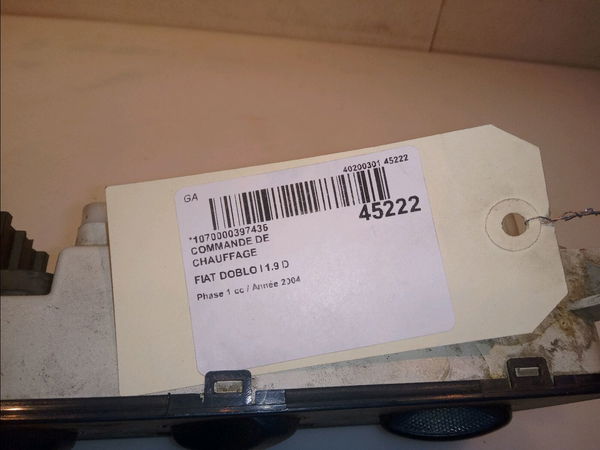 GA
40200301 45222
45222
*1070000397436
COMMANDE DE
CHAUFFAGE
FIAT DOBLO I 1.9 D
Phase 1 cc / Année 2004